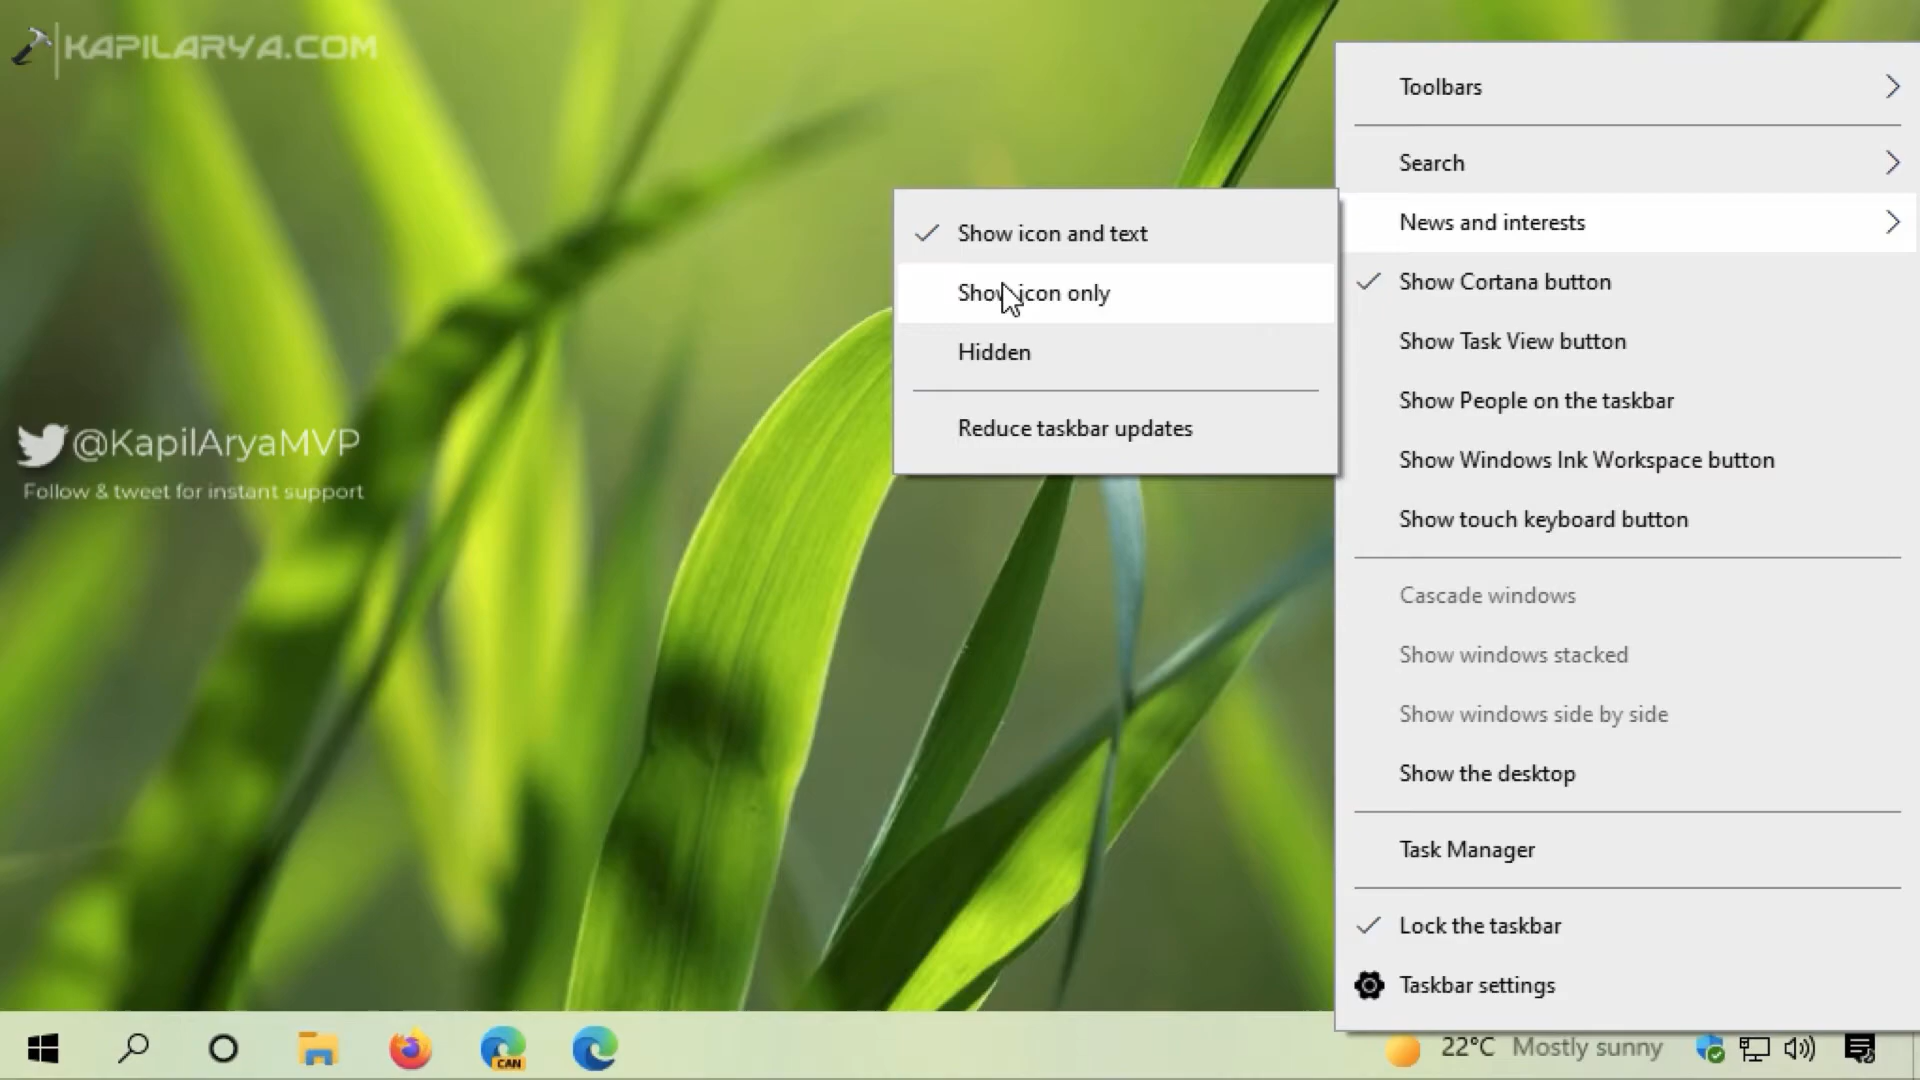 KAPILARYA.COM
@KapilAryaMVP
Follow & tweet for instant support
Show icon and text
Show icon only
Hidden
Reduce taskbar updates
Toolbars
Search
News and interests
Show Cortana button
Show Task View button
Show People on the taskbar
Show Windows Ink Workspace button
Show touch keyboard button
Cascade windows
Show windows stacked
Show windows side by side
Show the desktop
Task Manager
Lock the taskbar
Taskbar settings
CAN
22°C Mostly sunny